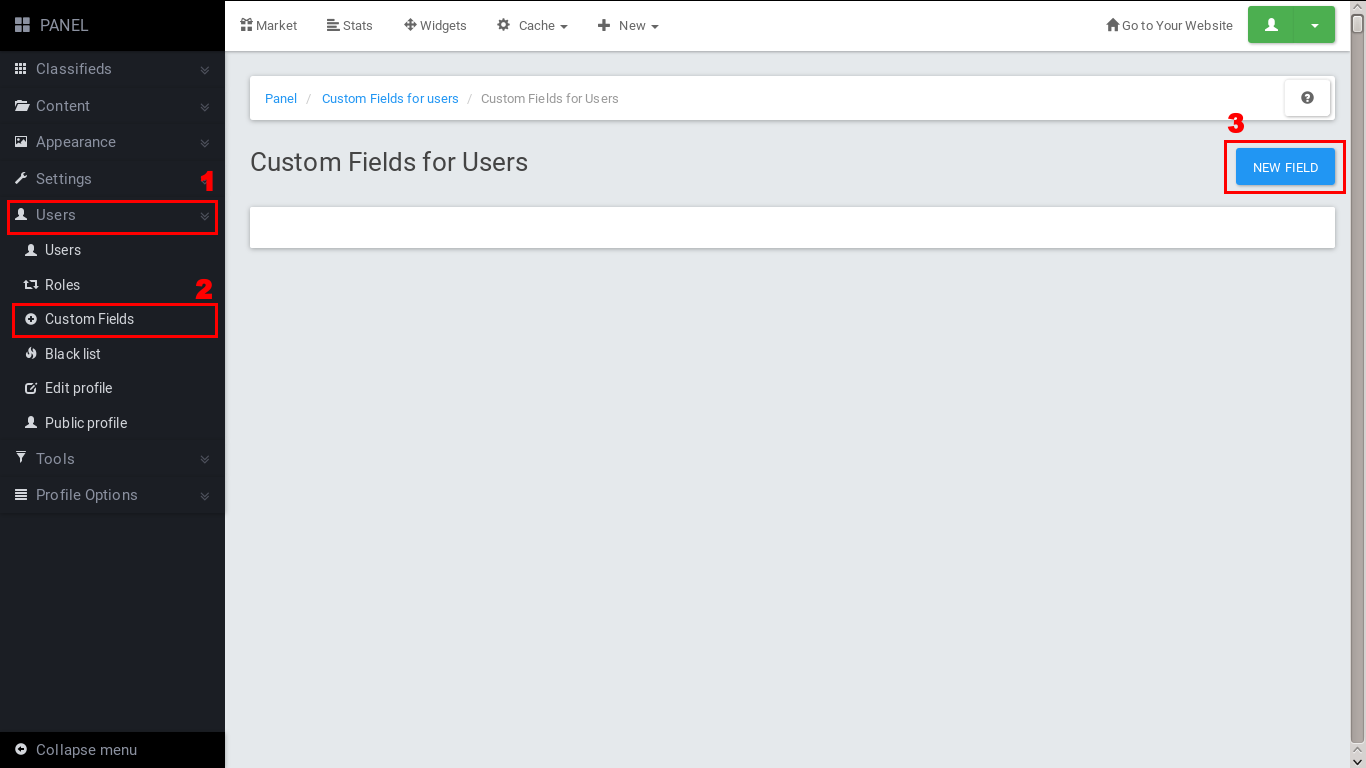 PANEL
Market Stats Widgets Cache New Go to Your Website
Classifieds
Content
Appearance
Settings
1
Users
Users
Roles
2
Custom Fields
Black list
Edit profile
Public profile
Tools
Profile Options
Collapse menu
Panel / Custom Fields for users / Custom Fields for Users
3
Custom Fields for Users
NEW FIELD